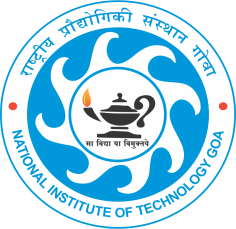 राष्ट्रीय प्रौद्योगिकी संस्थान गोवा
सा विद्या या विमुक्तये
NATIONAL INSTITUTE OF TECHNOLOGY GOA